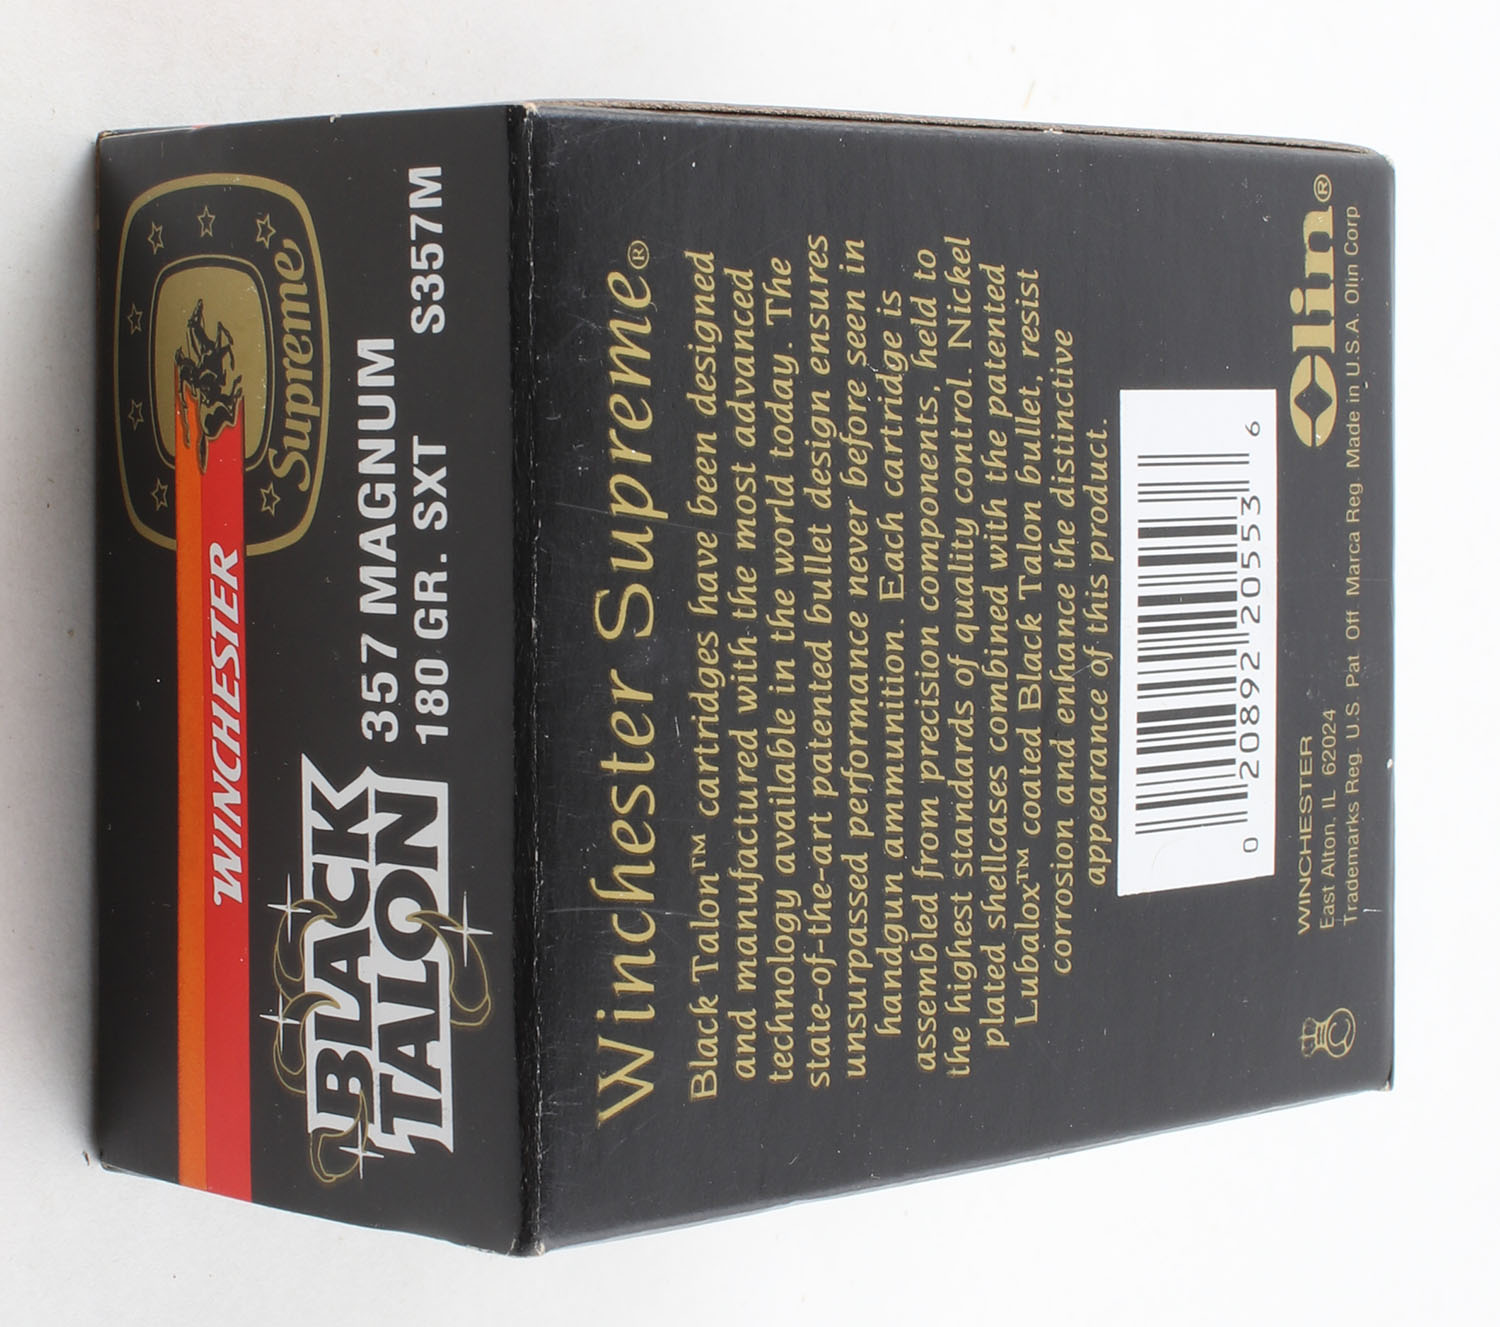 Supreme
WINCHESTER
BLACK
TALON
357 MAGNUM
180 GR. SXT S357M
Winchester Supreme®
Black Talon™ cartridges have been designed
and manufactured with the most advanced
technology available in the world today. The
state-of-the-art patented bullet design ensures
unsurpassed performance never before seen in
handgun ammunition. Each cartridge is
assembled from precision components, held to
the highest standards of quality control. Nickel
plated shellcases combined with the patented
Lubalox™ coated Black Talon bullet, resist
corrosion and enhance the distinctive
appearance of this product.
0 20892 20553 6
Olin®
WINCHESTER
East Alton, IL 62024
Trademarks Reg. U.S. Pat. Off. Marca Reg. Made in U.S.A. Olin Corp